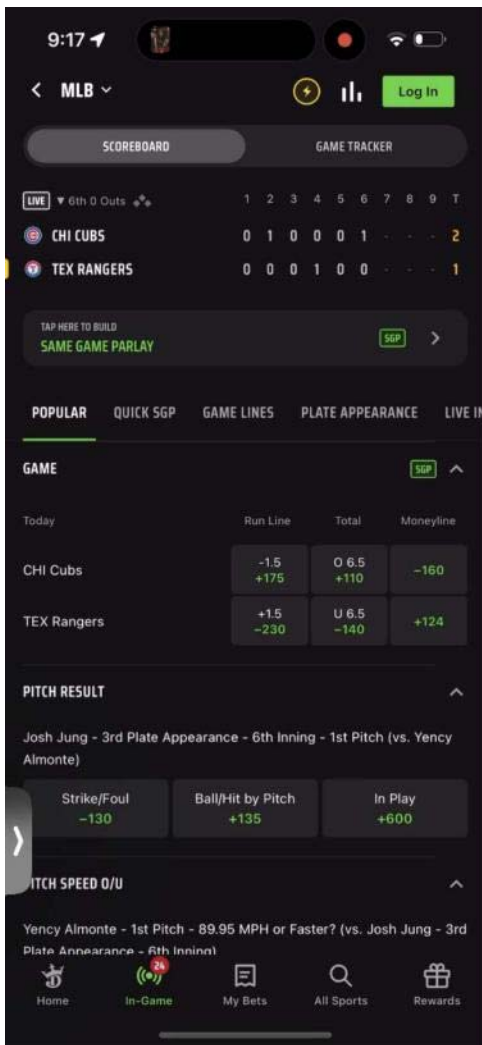 9:17
MLB
Log In
SCOREBOARD
GAME TRACKER
LIVE ▼ 6th 0 Outs 1 2 3 4 5 6 7 8 9 T
CHI CUBS 0 1 0 0 0 1 - - - 2
TEX RANGERS 0 0 0 1 0 0 - - - 1
TAP HERE TO BUILD
SAME GAME PARLAY
SGP
POPULAR QUICK SGP GAME LINES PLATE APPEARANCE LIVE
GAME SGP
Today Run Line Total Moneyline
CHI Cubs
-1.5 O 6.5
+175 +110 −160
TEX Rangers
+1.5 U 6.5
−230 −140 +124
PITCH RESULT
Josh Jung - 3rd Plate Appearance - 6th Inning - 1st Pitch (vs. Yency
Almonte)
Strike/Foul Ball/Hit by Pitch In Play
−130 +135 +600
PITCH SPEED O/U
Yency Almonte - 1st Pitch - 89.95 MPH or Faster? (vs. Josh Jung - 3rd
Plate Appearance - 6th Inning)
24
Home In-Game My Bets All Sports Rewards